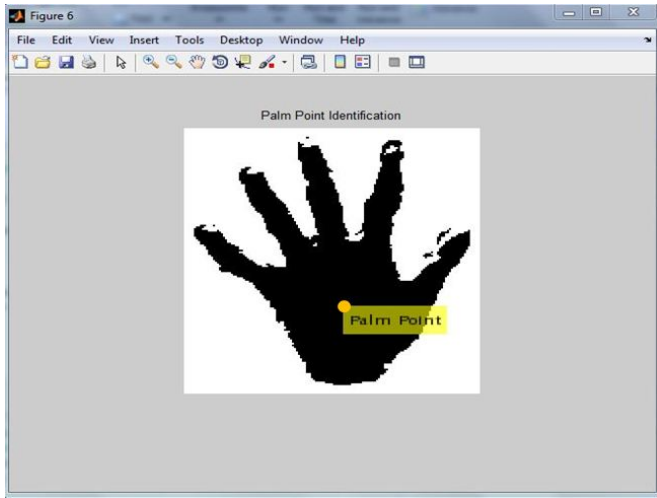 Figure 6
File Edit View Insert Tools Desktop Window Help
Palm Point Identification
Palm Point